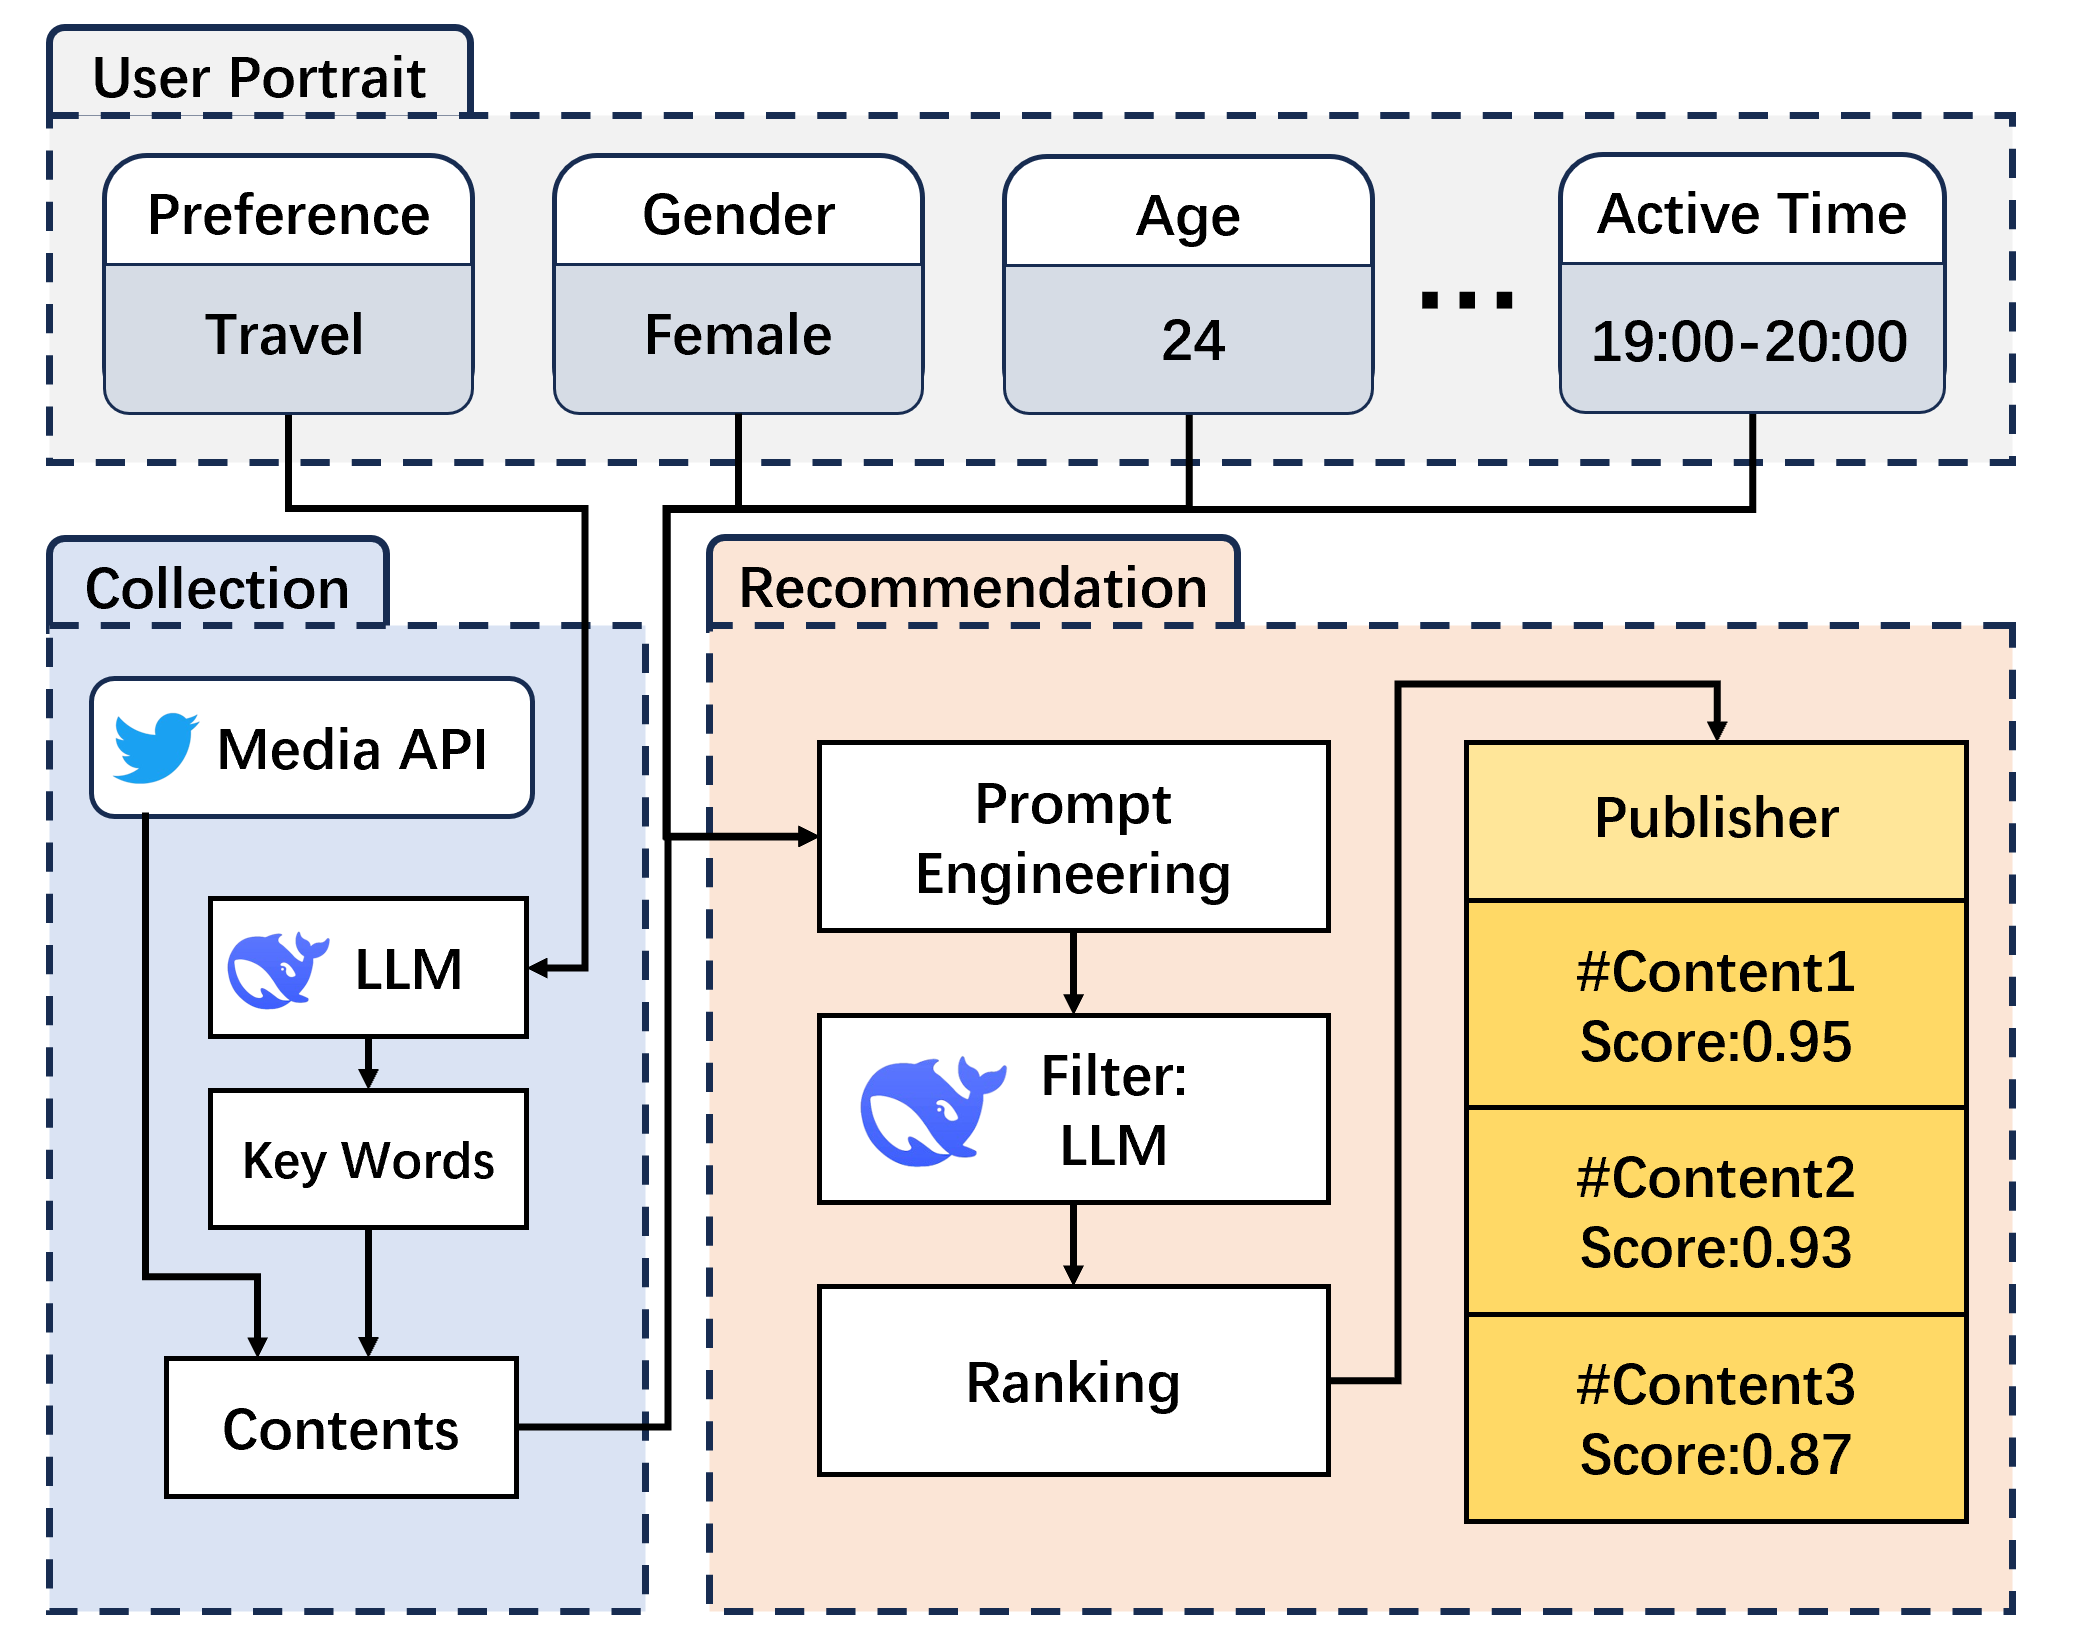 User Portrait
Preference
Travel
Gender
Female
Age
24
...
Active Time
19:00-20:00
Collection
Media API
LLM
Key Words
Contents
Recommendation
Prompt
Engineering
Filter:
LLM
Ranking
Publisher
#Content1
Score:0.95
#Content2
Score:0.93
#Content3
Score:0.87